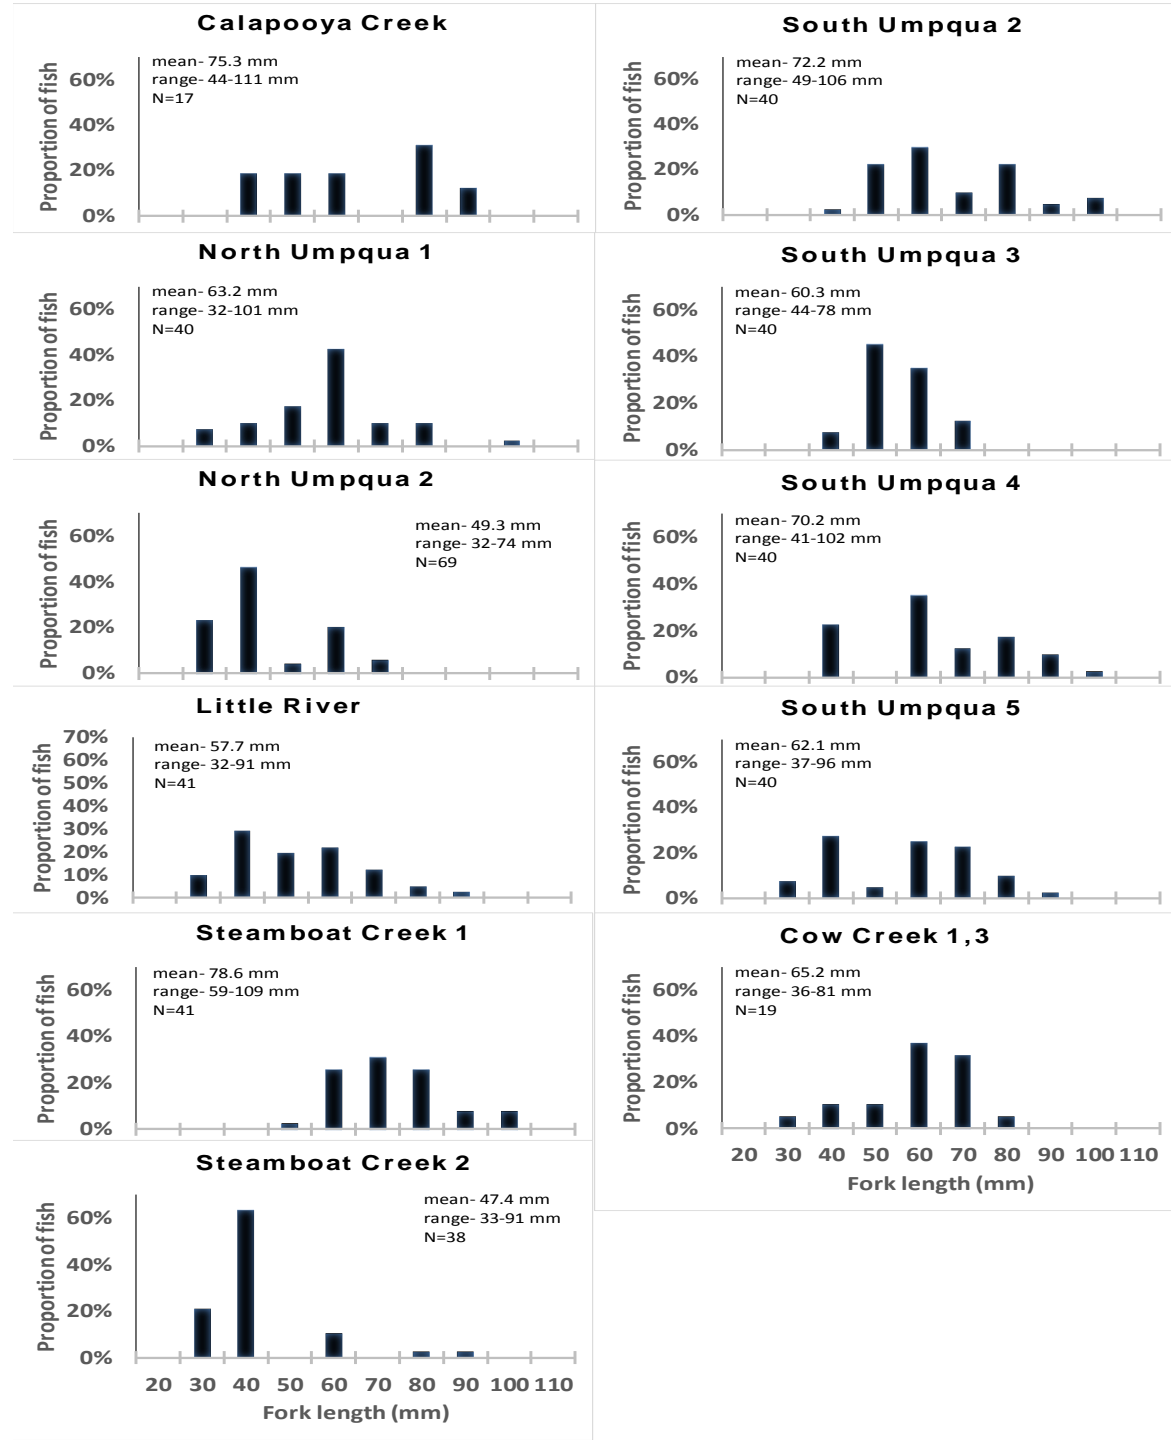 Calapooya Creek
mean- 75.3 mm
range- 44-111 mm
N=17
Proportion of fish
60%
40%
20%
0%
North Umpqua 1
mean- 63.2 mm
range- 32-101 mm
N=40
Proportion of fish
60%
40%
20%
0%
North Umpqua 2
mean- 49.3 mm
range- 32-74 mm
N=69
Proportion of fish
60%
40%
20%
0%
Little River
mean- 57.7 mm
range- 32-91 mm
N=41
Proportion of fish
70%
60%
50%
40%
30%
20%
10%
0%
Steamboat Creek 1
mean- 78.6 mm
range- 59-109 mm
N=41
Proportion of fish
60%
40%
20%
0%
Steamboat Creek 2
mean- 47.4 mm
range- 33-91 mm
N=38
Proportion of fish
60%
40%
20%
0%
20 30 40 50 60 70 80 90 100 110
Fork length (mm)
South Umpqua 2
mean- 72.2 mm
range- 49-106 mm
N=40
Proportion of fish
60%
40%
20%
0%
South Umpqua 3
mean- 60.3 mm
range- 44-78 mm
N=40
Proportion of fish
60%
40%
20%
0%
South Umpqua 4
mean- 70.2 mm
range- 41-102 mm
N=40
Proportion of fish
60%
40%
20%
0%
South Umpqua 5
mean- 62.1 mm
range- 37-96 mm
N=40
Proportion of fish
60%
40%
20%
0%
Cow Creek 1,3
mean- 65.2 mm
range- 36-81 mm
N=19
Proportion of fish
60%
40%
20%
0%
20 30 40 50 60 70 80 90 100 110
Fork length (mm)